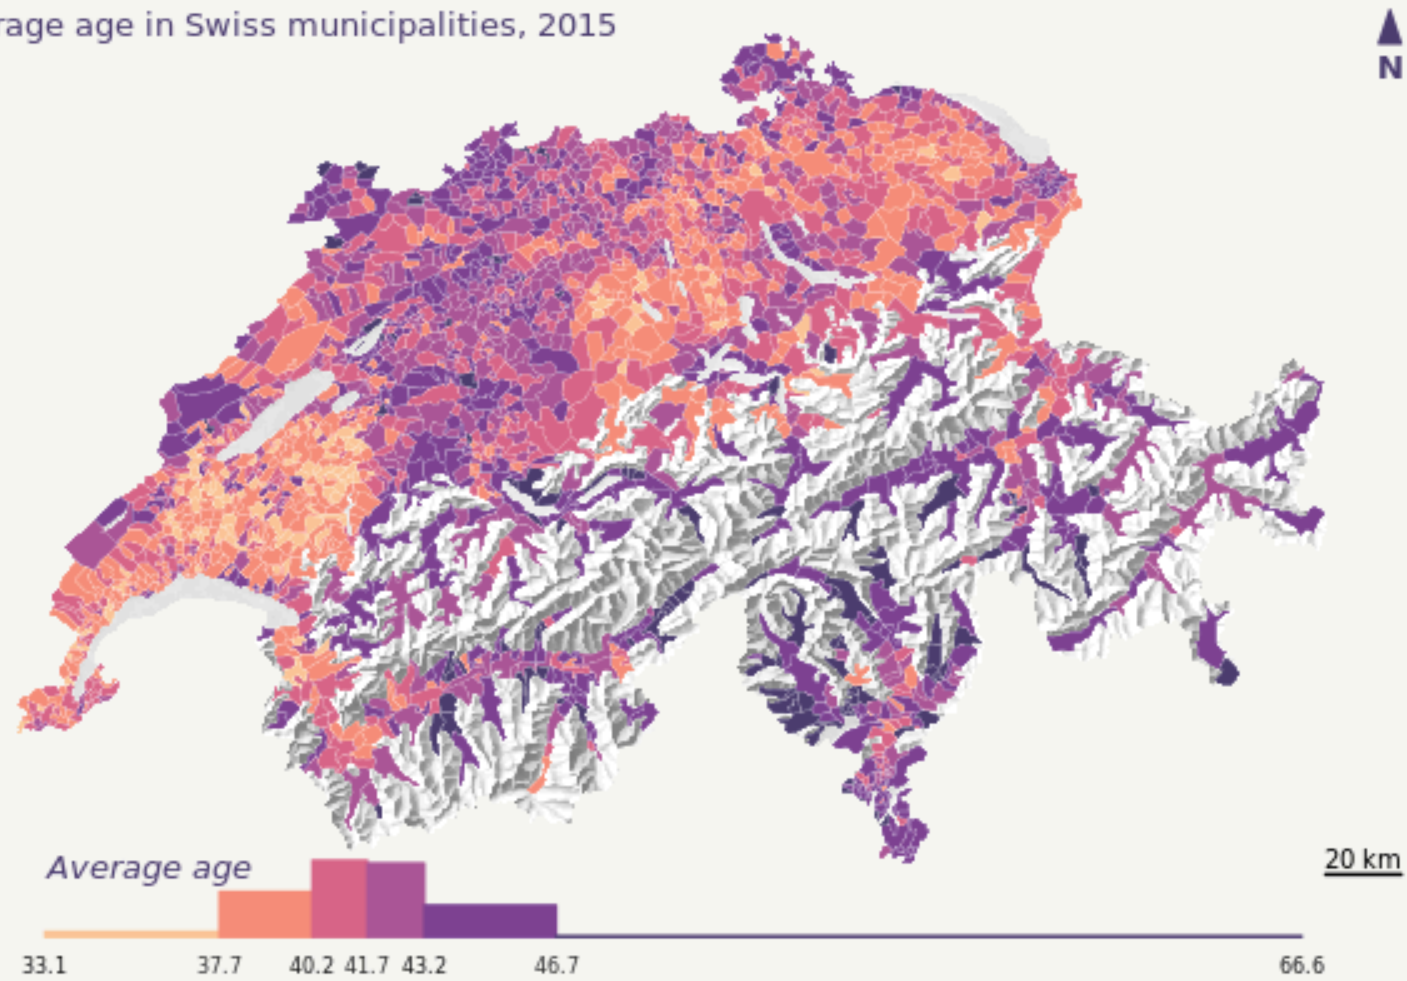 rage age in Swiss municipalities, 2015
N
Average age
20 km
33.1 37.7 40.2 41.7 43.2 46.7 66.6